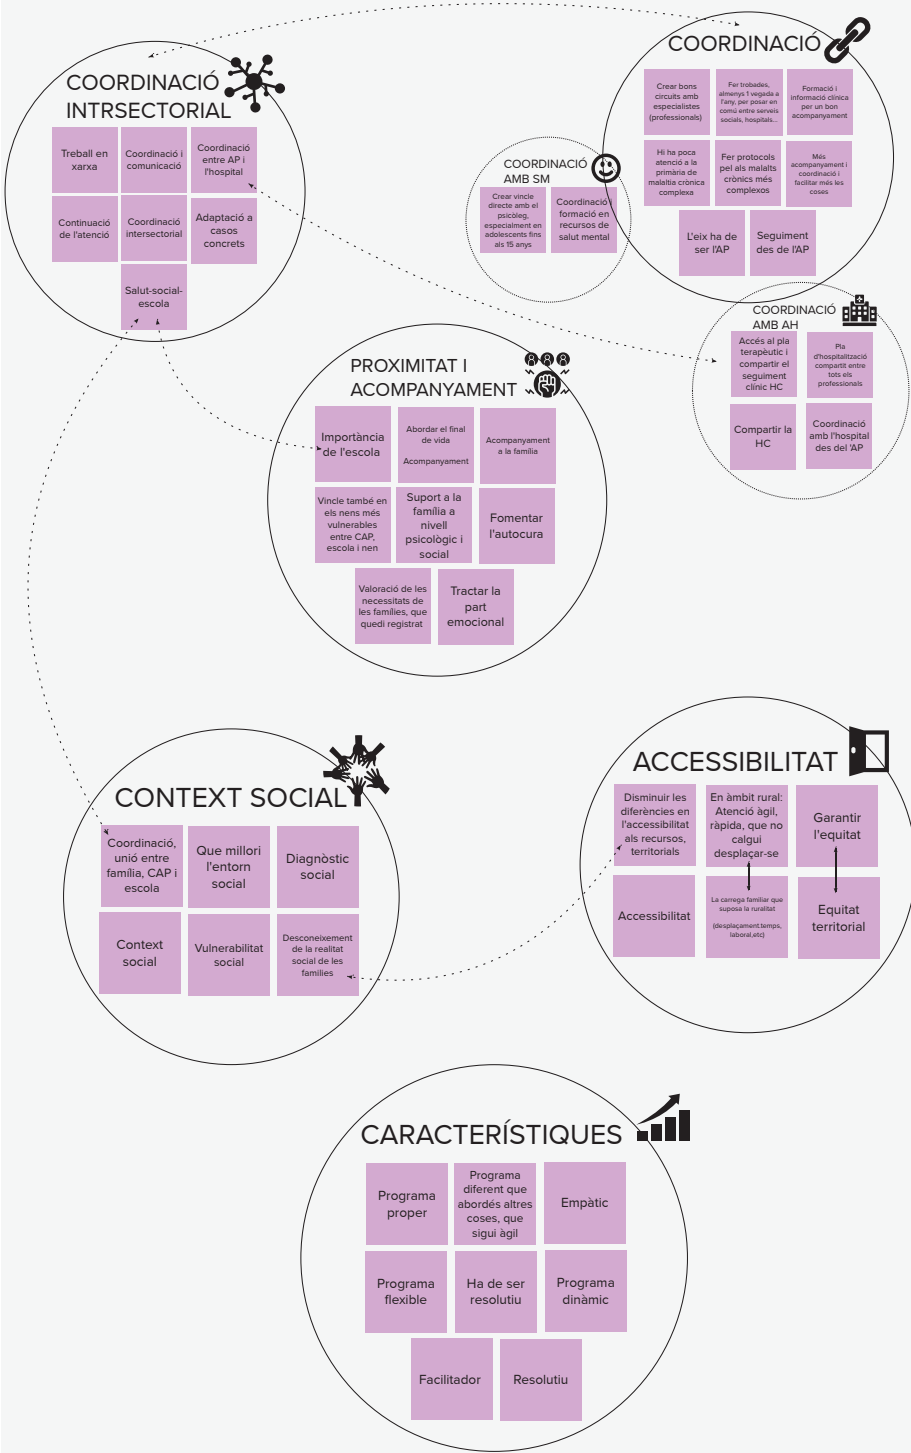 COORDINACIÓ
INTRSECTORIAL
Treball en
xarxa
Coordinació i
comunicació
Coordinació
entre AP i
l'hospital
Continuació
de l'atenció
Coordinació
intersectorial
Adaptació a
casos
concrets
Salut-social-
escola
COORDINACIÓ
Crear bons
circuits amb
especialistes
(professionals)
Fer trobades,
almenys 1 vegada a
l'any, per posar en
comú entre serveis
socials, hospitals...
Formació i
informació clínica
per un bon
acompanyament
Hi ha poca
atenció a la
primària de
malaltia crònica
complexa
Fer protocols
pel als malalts
crònics més
complexos
Més
acompanyament i
coordinació i
facilitar més les
coses
L'eix ha de
ser l'AP
Seguiment
des de l'AP
COORDINACIÓ
AMB SM
Crear vincle
directe amb el
psicòleg,
especialment en
adolescents fins
als 15 anys
Coordinació i
formació en
recursos de
salut mental
COORDINACIÓ
AMB AH
Accés al pla
terapèutic i
compartir el
seguiment
clínic HC
Pla
d'hospitalització
compartit entre
tots els
professionals
Compartir la
HC
Coordinació
amb l'hospital
des del 'AP
PROXIMITAT I
ACOMPANYAMENT
Importància
de l'escola
Abordar el final
de vida
Acompanyament
Acompanyament
a la família
Vincle també en
els nens més
vulnerables
entre CAP,
escola i nen
Suport a la
família a
nivell
psicològic i
social
Fomentar
l'autocura
Valoració de les
necessitats de
les famílies, que
quedi registrat
Tractar la
part
emocional
CONTEXT SOCIAL
Coordinació,
unió entre
família, CAP i
escola
Que millori
l'entorn
social
Diagnòstic
social
Context
social
Vulnerabilitat
social
Desconeixement
de la realitat
social de les
families
ACCESSIBILITAT
Disminuir les
diferències en
l'accessibilitat
als recursos,
territorials
En àmbit rural:
Atenció àgil,
ràpida, que no
calgui
desplaçar-se
Garantir
l'equitat
Accessibilitat
La carrega familiar que
suposa la ruralitat
(desplaçament.temps,
laboral,etc)
Equitat
territorial
CARACTERÍSTIQUES
Programa
proper
Programa
diferent que
abordés altres
coses, que
sigui àgil
Empàtic
Programa
flexible
Ha de ser
resolutiu
Programa
dinàmic
Facilitador
Resolutiu